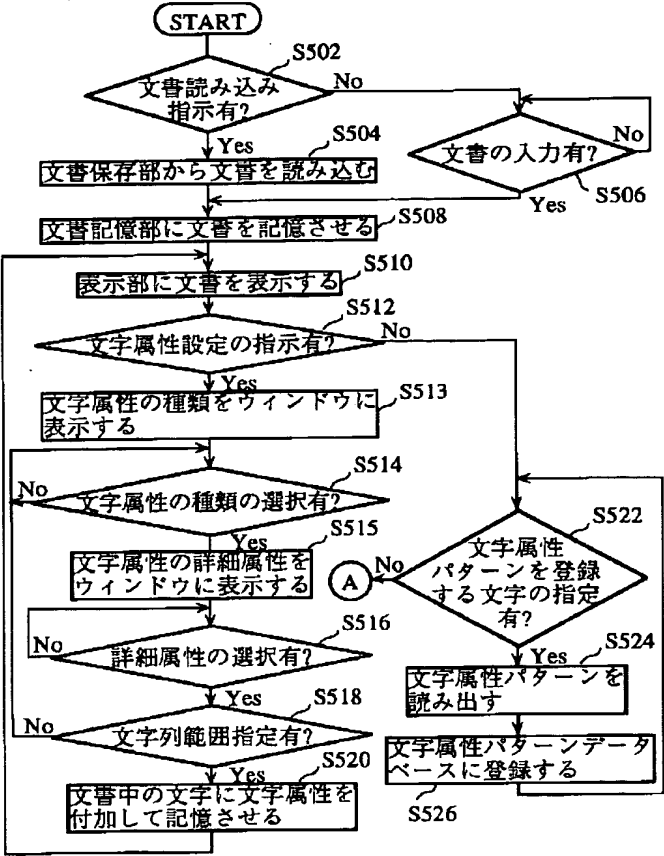 START
S502
文書読み込み
指示有?
No
Yes
S504
文書保存部から文書を読み込む
文書の入力有?
No
S506
Yes
文書記憶部に文書を記憶させる
S508
S510
表示部に文書を表示する
S512
文字属性設定の指示有?
No
Yes
文字属性の種類をウィンドウに
表示する
S513
S514
No
文字属性の種類の選択有?
Yes
S515
文字属性の詳細属性を
ウィンドウに表示する
S516
No
詳細属性の選択有?
Yes
S518
No
文字列範囲指定有?
Yes
S520
文書中の文字に文字属性を
付加して記憶させる
S522
文字属性
パターンを登録
する文字の指定
有?
No
A
Yes
S524
文字属性パターンを
読み出す
文字属性パターンデータ
ベースに登録する
S526